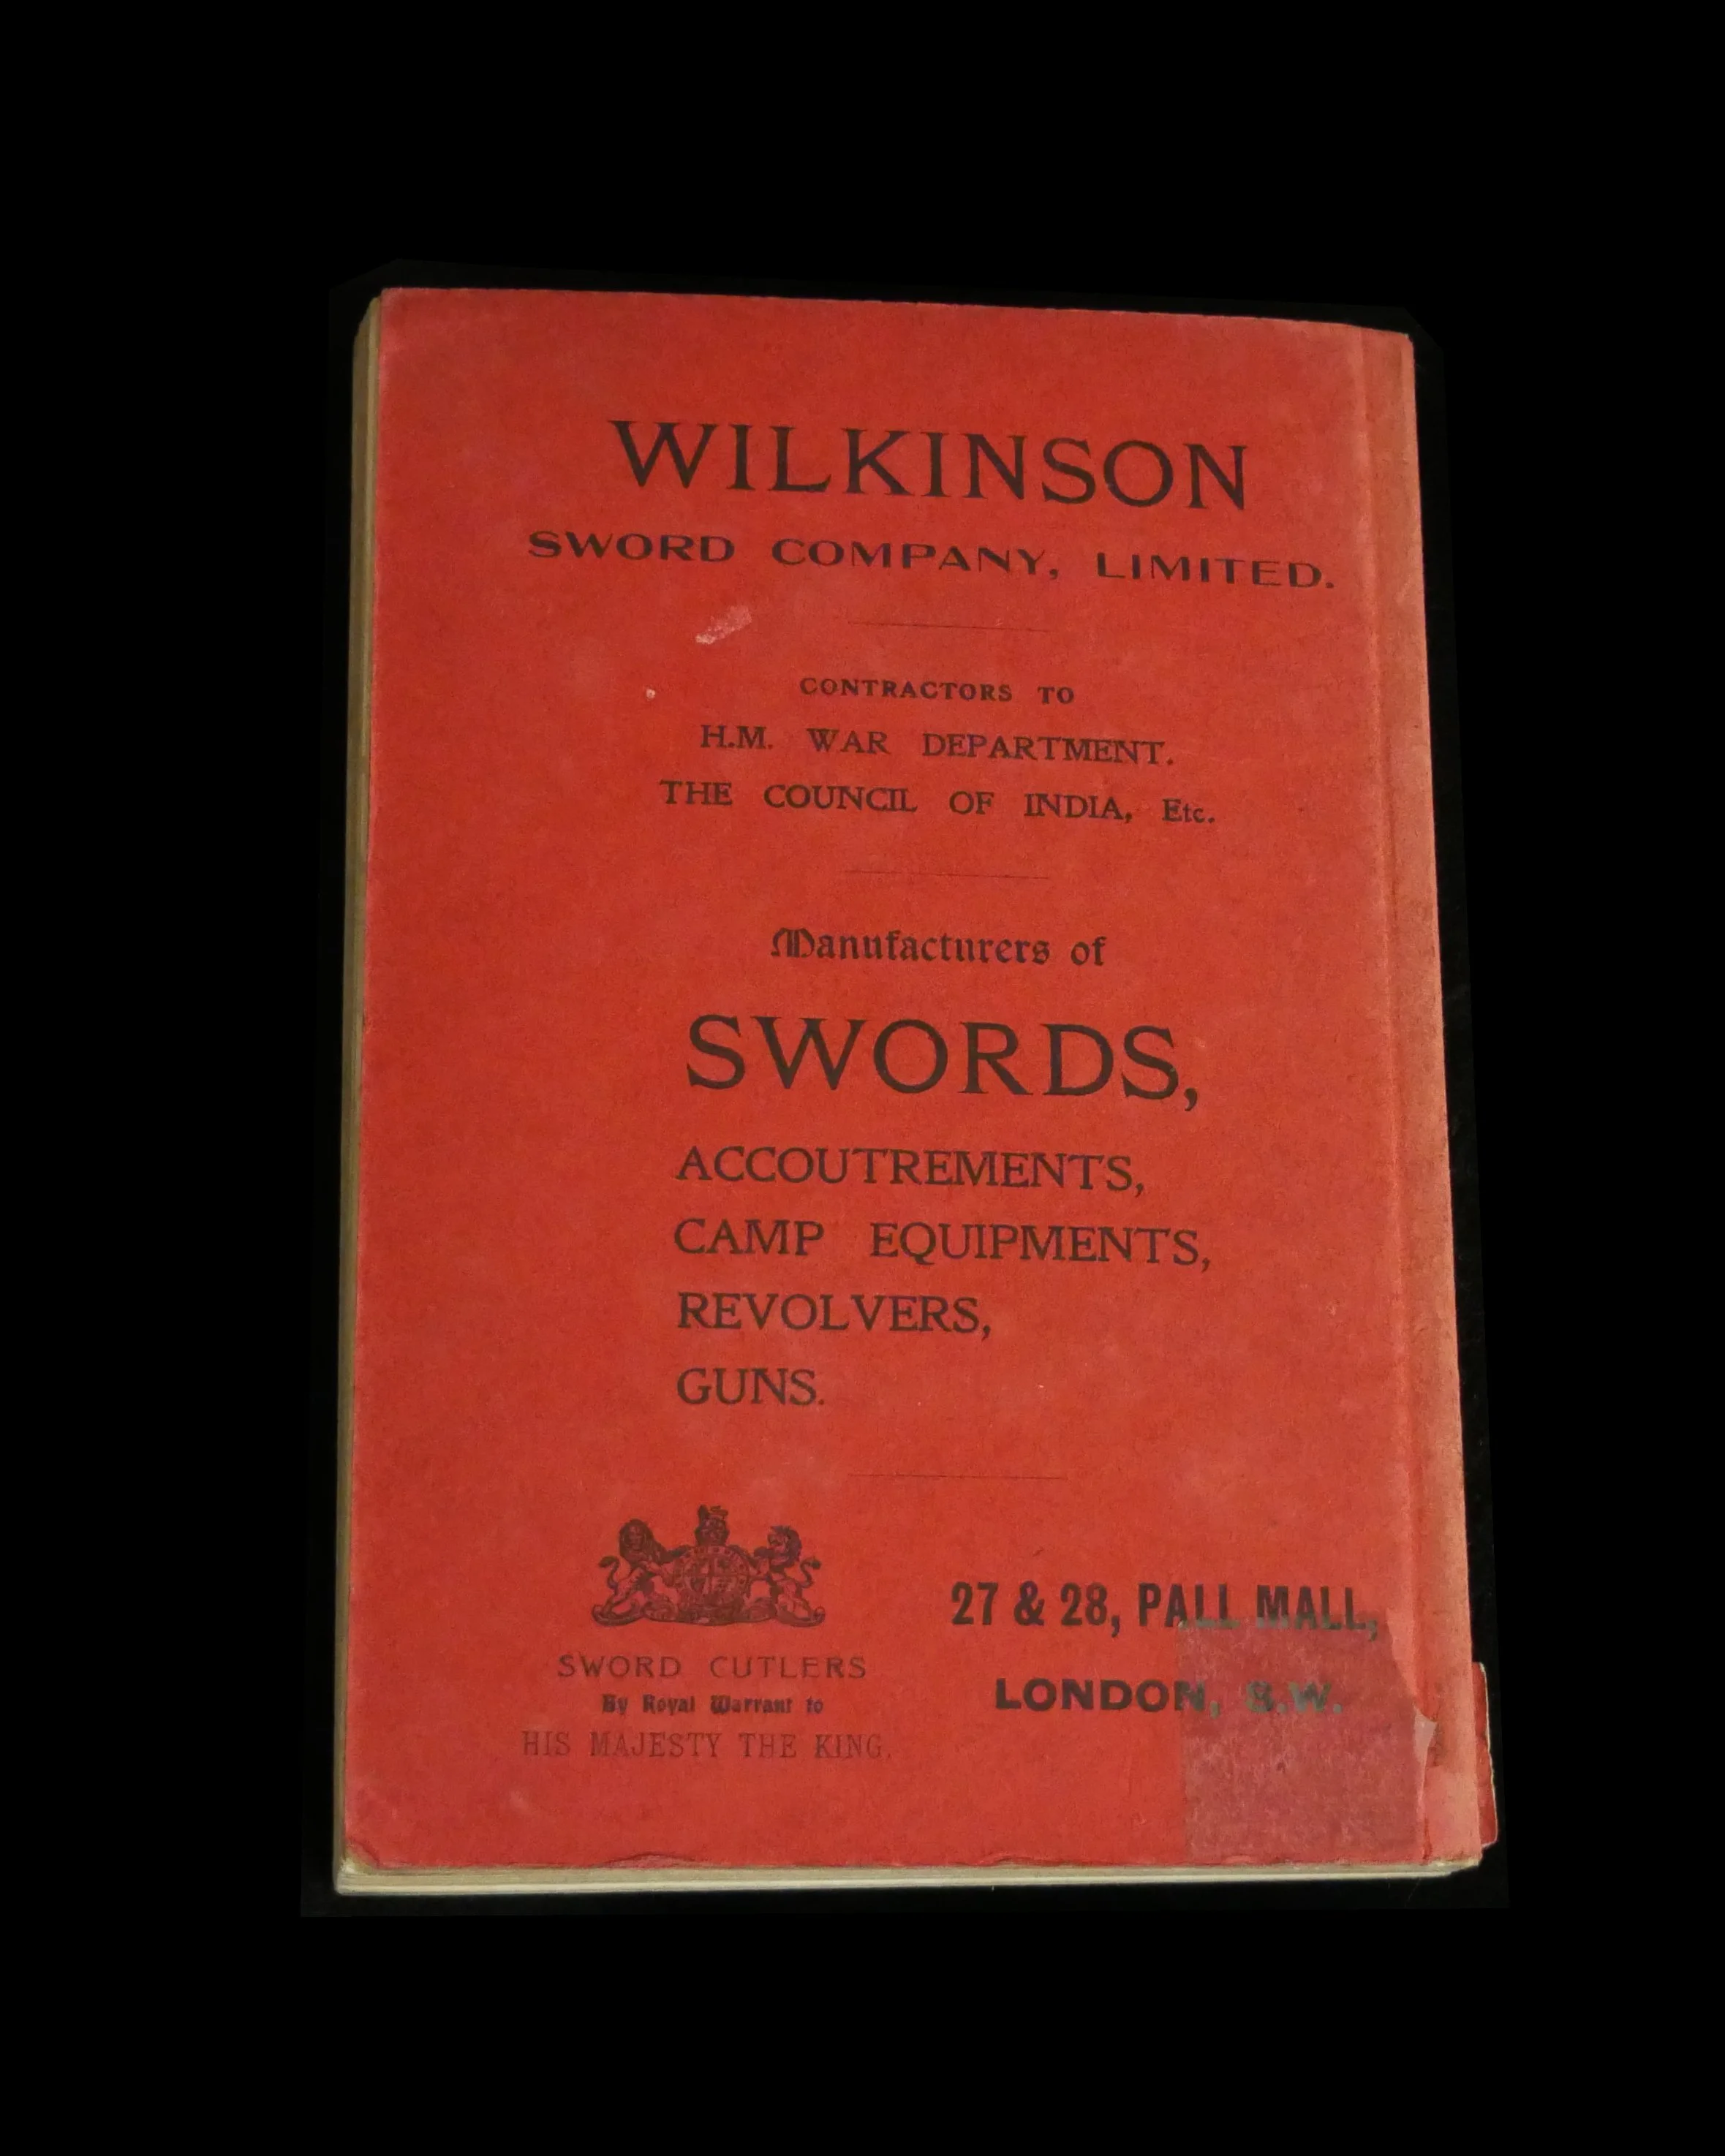 WILKINSON
SWORD COMPANY, LIMITED.
CONTRACTORS TO
H.M. WAR DEPARTMENT.
THE COUNCIL OF INDIA, Etc.
Manufacturers of
SWORDS,
ACCOUTREMENTS,
CAMP EQUIPMENTS,
REVOLVERS,
GUNS.
SWORD CUTLERS
By Royal Warrant to
HIS MAJESTY THE KING.
27 & 28, PALL MALL,
LONDON, S.W.